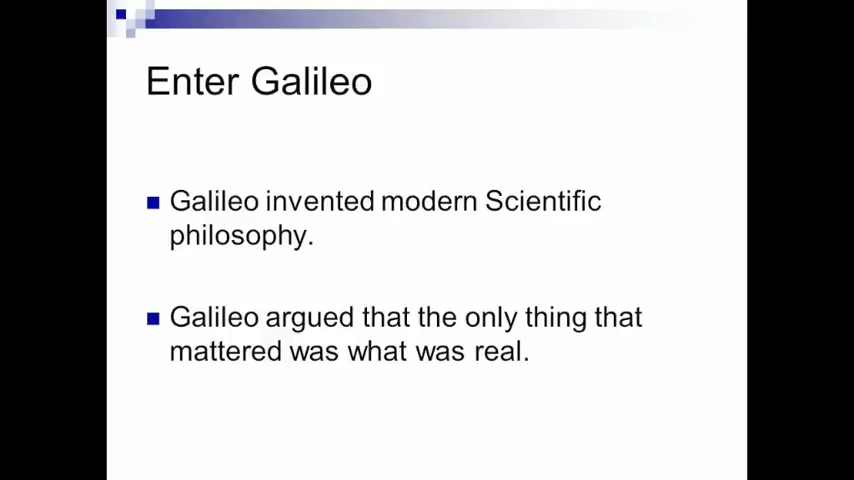 Enter Galileo
Galileo invented modern Scientific
philosophy.
Galileo argued that the only thing that
mattered was what was real.